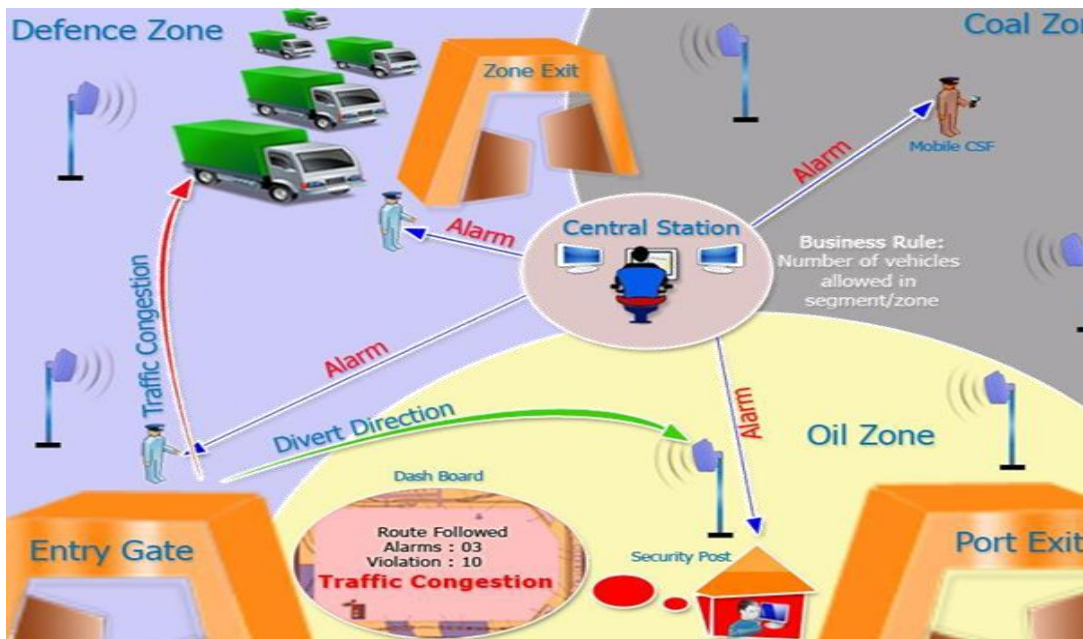 Defence Zone
Coal Zon
Zone Exit
Mobile CSF
Alarm
Alarm
Central Station
Business Rule:
Number of vehicles
allowed in
segment/zone
Traffic Congestion
Alarm
Alarm
Divert Direction
Oil Zone
Dash Board
Route Followed
Alarms : 03
Violation : 10
Traffic Congestion
Security Post
Entry Gate
Port Exit